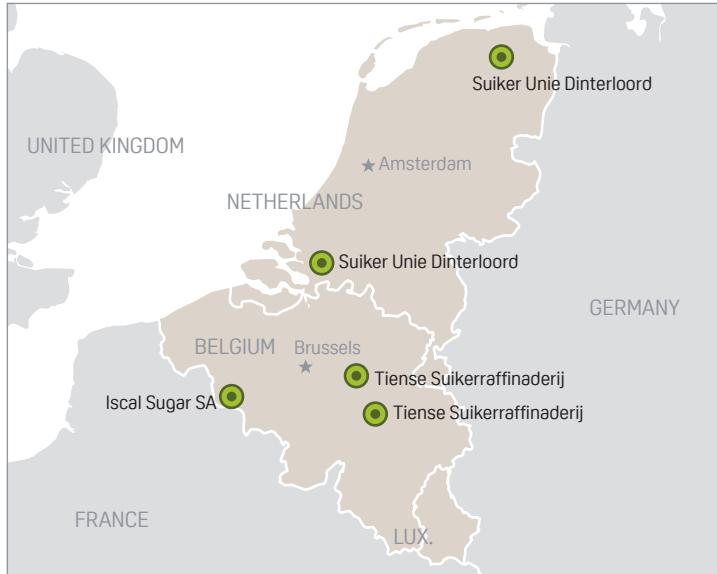 Suiker Unie Dinterloord
UNITED KINGDOM
Amsterdam
NETHERLANDS
Suiker Unie Dinterloord
GERMANY
BELGIUM
Brussels
Tiense Suikerraffinaderij
Iscal Sugar SA
Tiense Suikerraffinaderij
FRANCE
LUX.